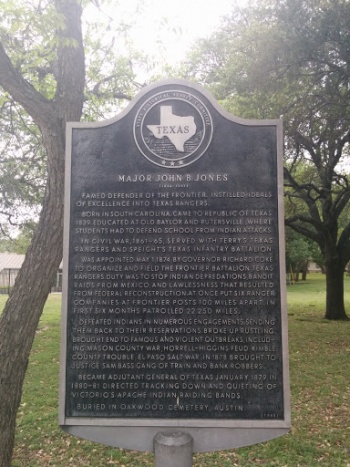 TEXAS
MAJOR JOHN B. JONES
FAMED DEFENDER OF THE FRONTIER. INSTILLED IDEALS
OF EXCELLENCE INTO TEXAS RANGERS.
BORN IN SOUTH CAROLINA. CAME TO REPUBLIC OF TEXAS
1839. EDUCATED AT OLD BAYLOR AND RUTERSVILLE, WHERE
STUDENTS HAD TO DEFEND SCHOOL FROM INDIAN ATTACKS.
IN CIVIL WAR, 1861-65, SERVED WITH TERRY'S TEXAS
RANGERS AND SPEIGHT'S TEXAS INFANTRY BATTALION.
WAS APPOINTED MAY 1, 1874, BY GOVERNOR RICHARD COKE
TO ORGANIZE AND FIELD THE FRONTIER BATTALION, TEXAS
RANGERS. DUTY WAS TO STOP INDIAN DEPREDATIONS, BANDIT
RAIDS FROM MEXICO, AND LAWLESSNESS THAT RESULTED
FROM FEDERAL RECONSTRUCTION. AT ONCE PUT SIX RANGER
COMPANIES AT FRONTIER POSTS 100 MILES APART; IN
FIRST SIX MONTHS PATROLLED 22,250 MILES.
DEFEATED INDIANS IN NUMEROUS ENGAGEMENTS, SENDING
THEM BACK TO THEIR RESERVATIONS. BROKE UP RUSTLING.
BROUGHT END TO FAMOUS AND VIOLENT OUTBREAKS, INCLUD-
ING MASON COUNTY WAR, HORRELL-HIGGINS FEUD, KIMBLE
COUNTY TROUBLE, EL PASO SALT WAR. IN 1878 BROUGHT TO
JUSTICE SAM BASS GANG OF TRAIN AND BANK ROBBERS.
BECAME ADJUTANT GENERAL OF TEXAS JANUARY 1879. IN
1880-81 DIRECTED TRACKING DOWN AND QUIETING OF
VICTORIO'S APACHE INDIAN RAIDING BANDS.
BURIED IN OAKWOOD CEMETERY, AUSTIN.